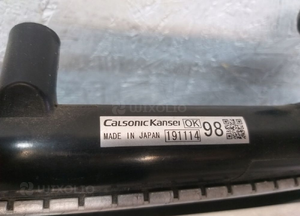 CALSONIC KANSEI OK 98
MADE IN JAPAN 191114